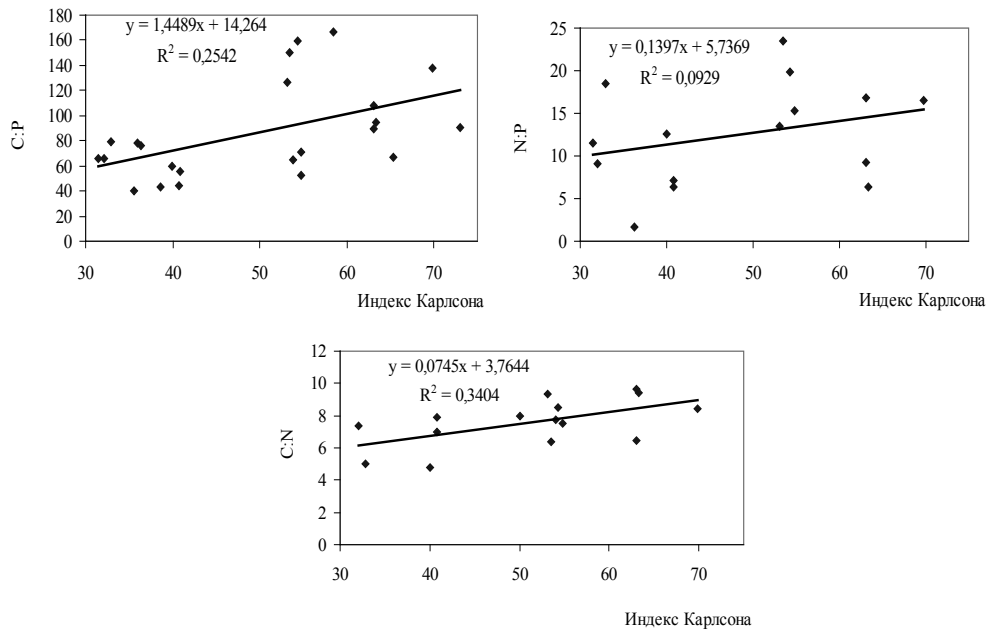 y = 1,4489x + 14,264
R² = 0,2542
180
160
140
120
100
80
60
40
20
0
C:P
30 40 50 60 70
Индекс Карлсона
y = 0,1397x + 5,7369
R² = 0,0929
25
20
15
10
5
0
N:P
30 40 50 60 70
Индекс Карлсона
y = 0,0745x + 3,7644
R² = 0,3404
12
10
8
6
4
2
0
C:N
30 40 50 60 70
Индекс Карлсона